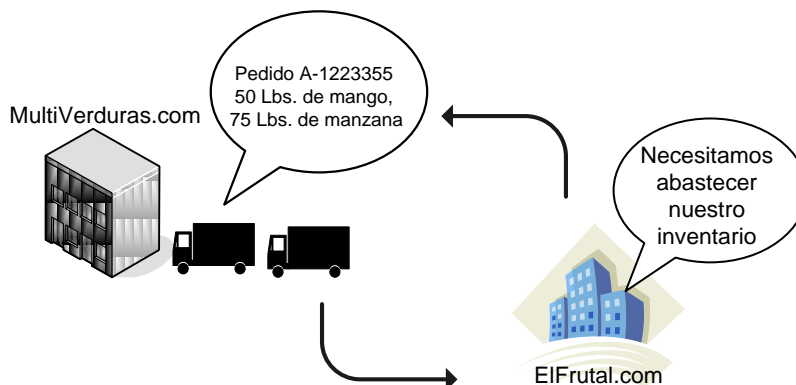 MultiVerduras.com
Pedido A-1223355
50 Lbs. de mango,
75 Lbs. de manzana
Necesitamos
abastecer
nuestro
inventario
ElFrutal.com